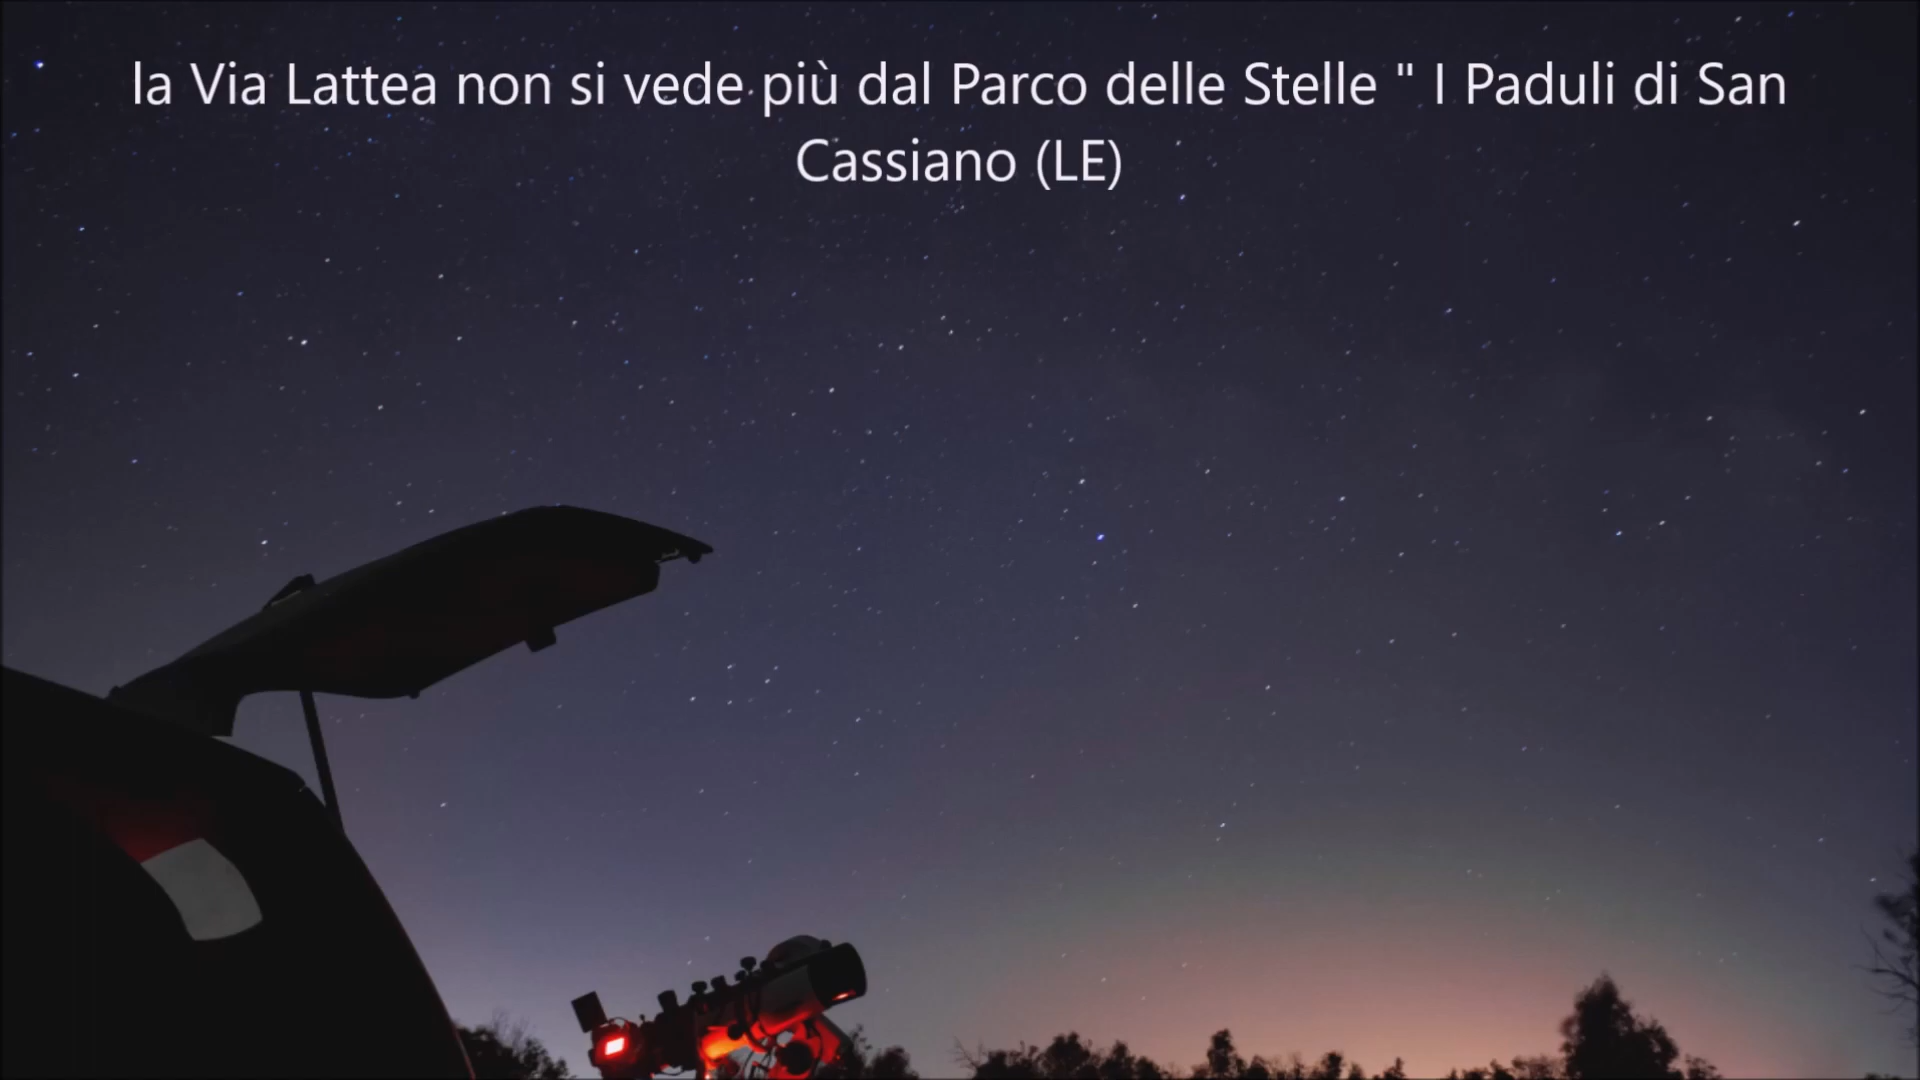 la Via Lattea non si vede più dal Parco delle Stelle " I Paduli di San
Cassiano (LE)